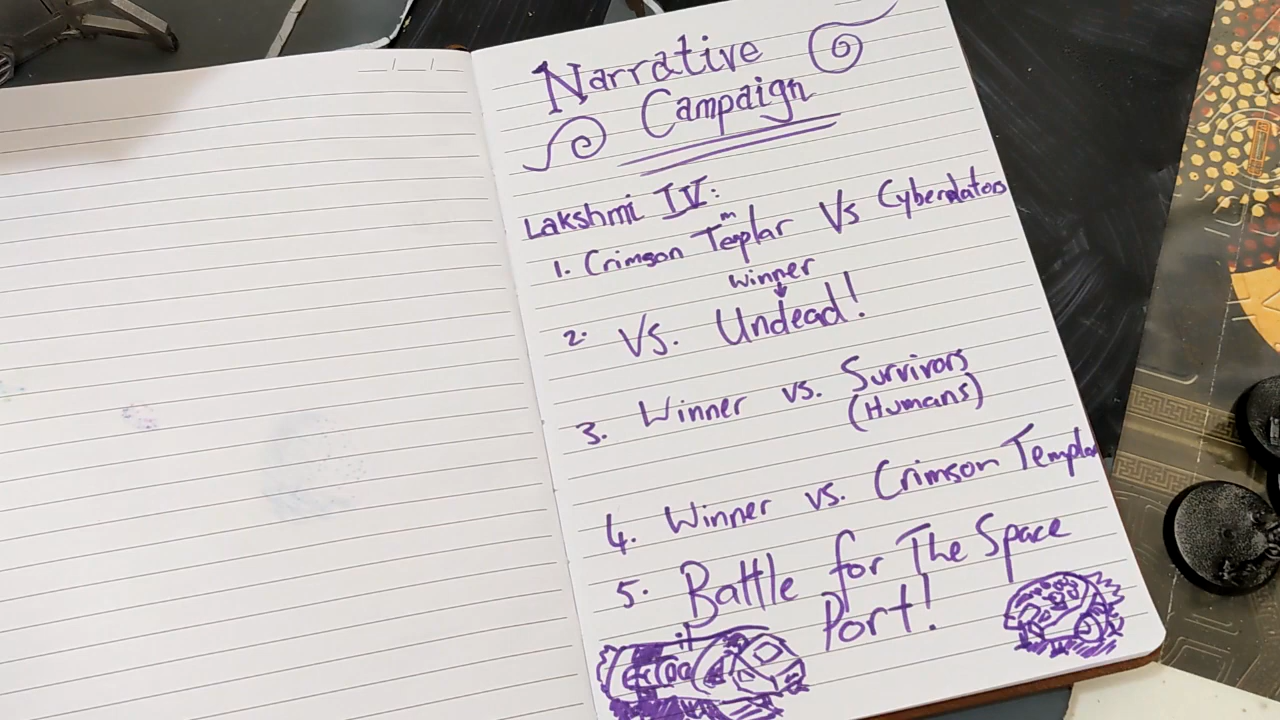 Narrative
Campaign
Lakshmi IV:
1. Crimson Templar Vs Cyberdators
winner
2. Vs. Undead!
3. Winner vs. Survivors
(Humans)
4. Winner vs. Crimson Templar
5. Battle for The Space
Port!